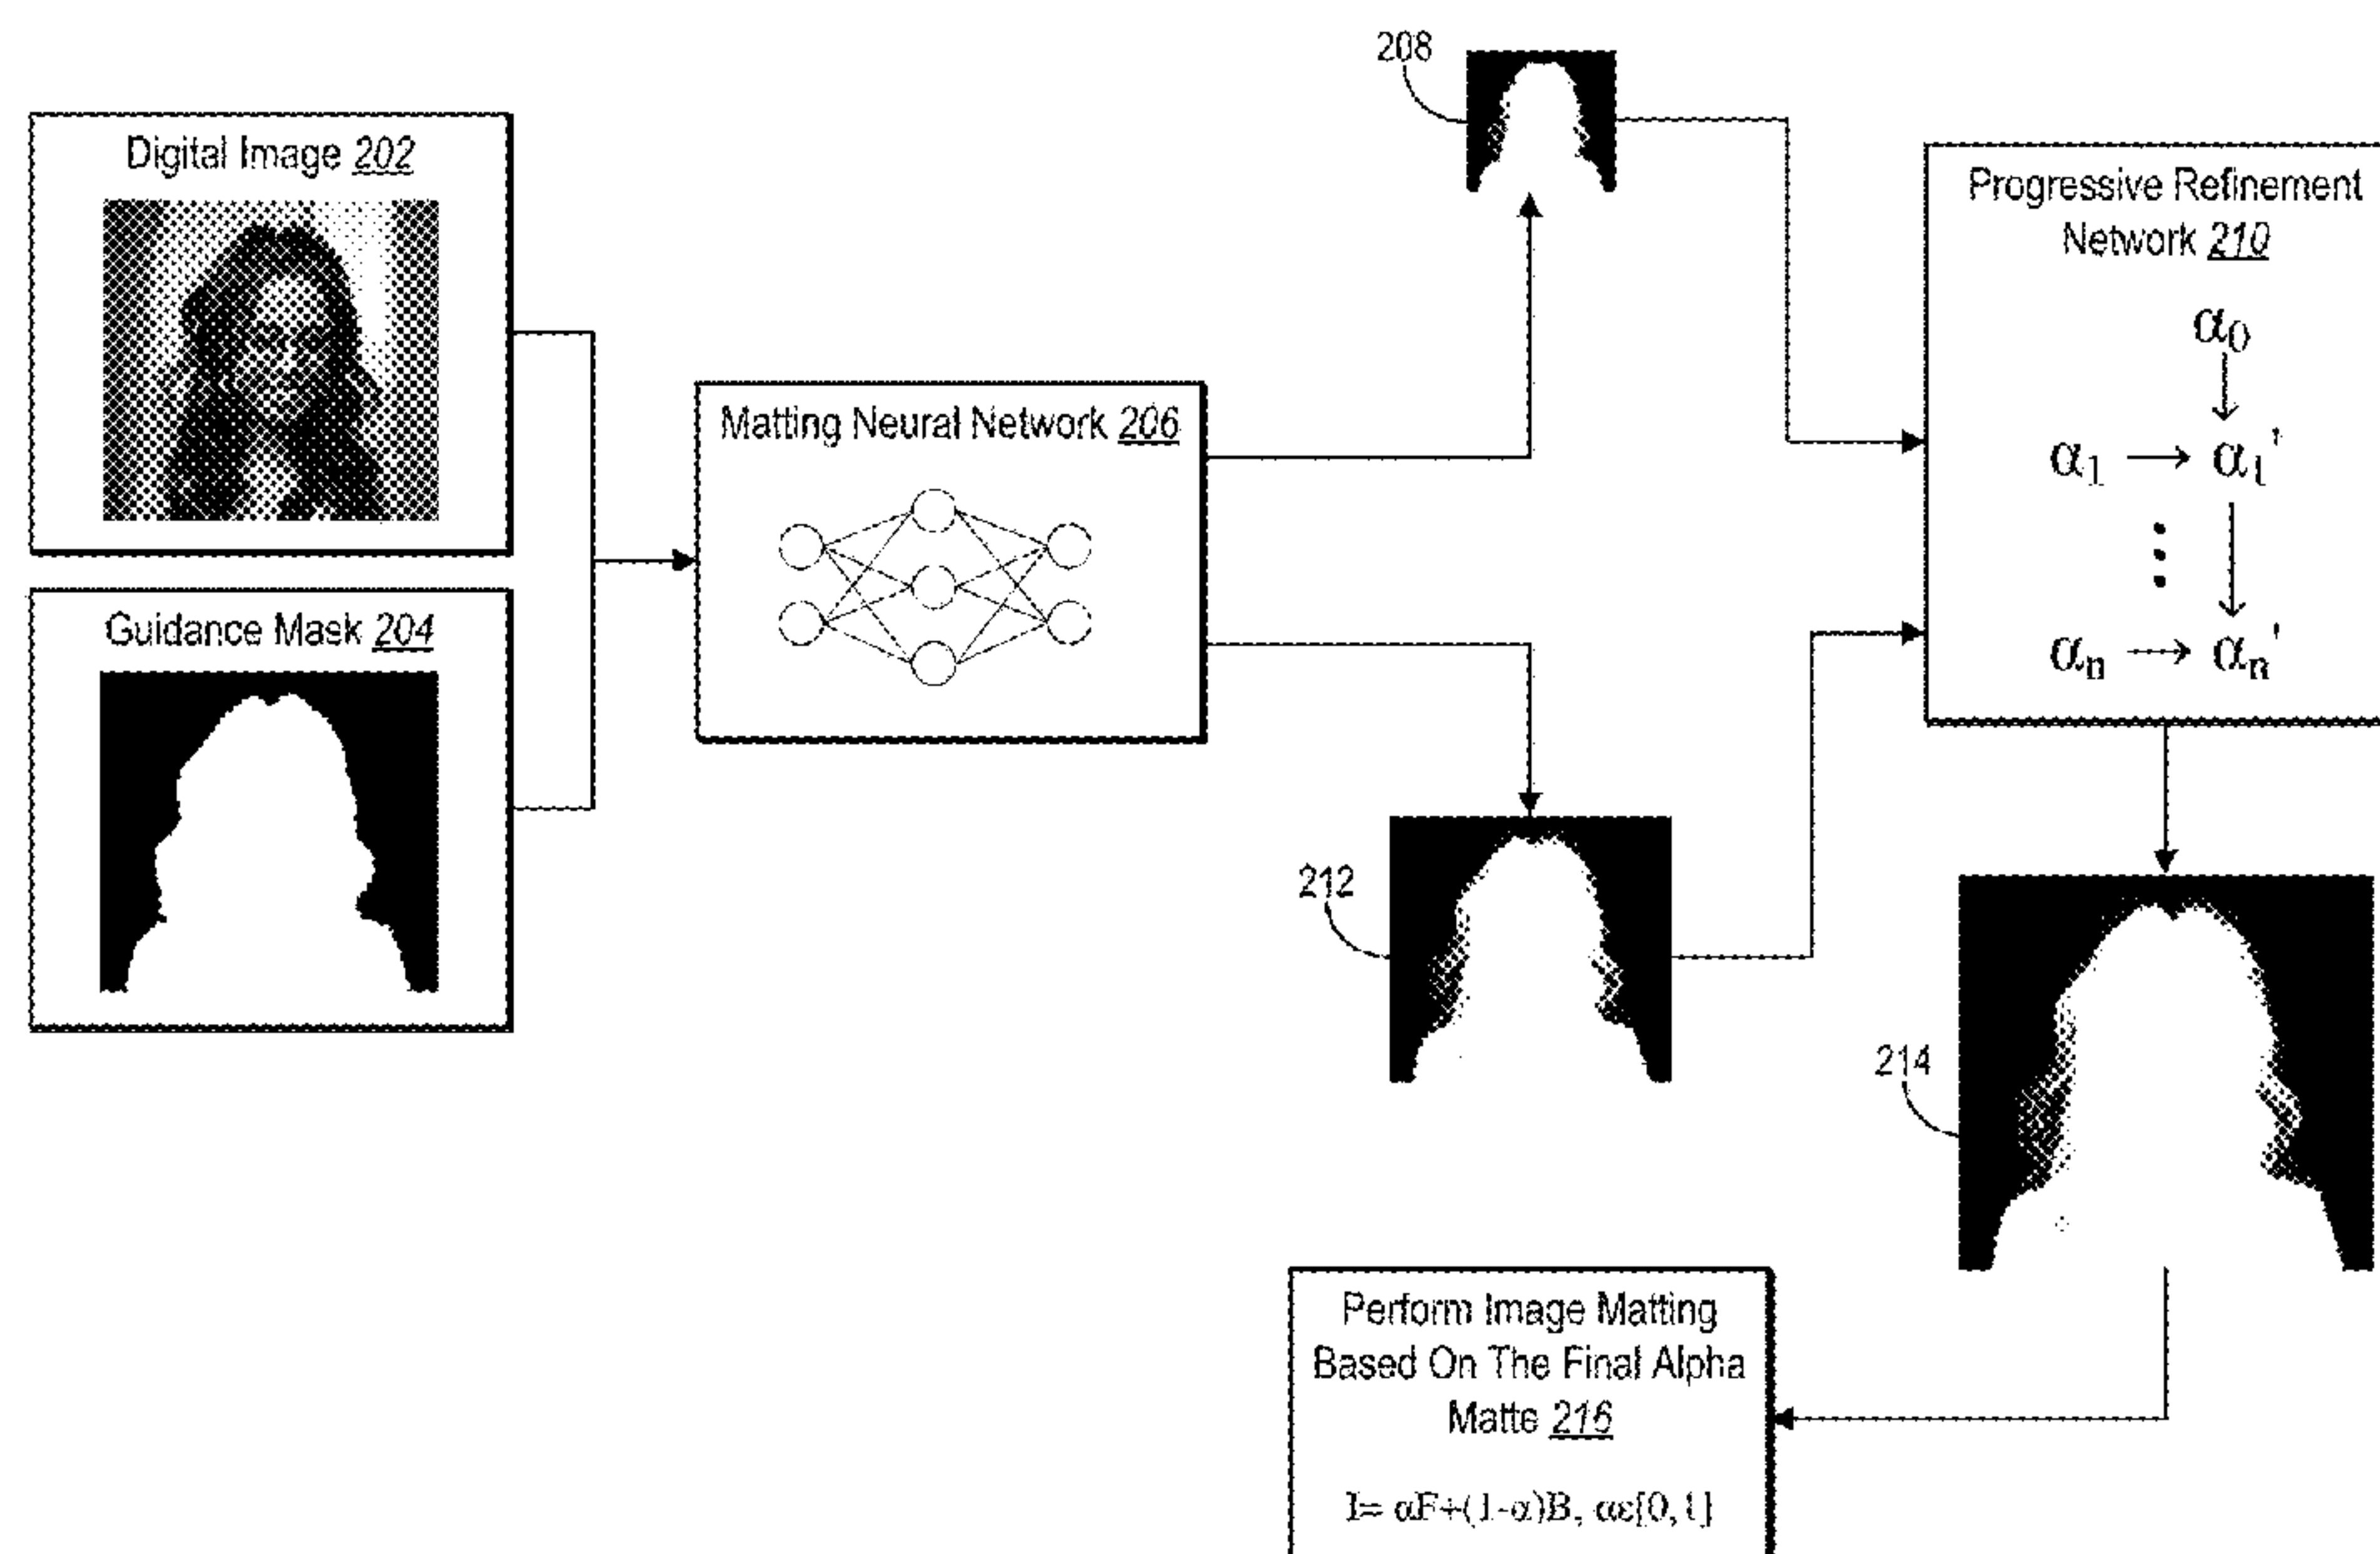 Digital Image 202
Guidance Mask 204
Matting Neural Network 206
208
212
Progressive Refinement
Network 210
α₀
α₁ → α₁'
⋮
αₙ → αₙ'
214
Perform Image Matting
Based On The Final Alpha
Matte 216
I= αF+(1-α)B, αε[0,1]